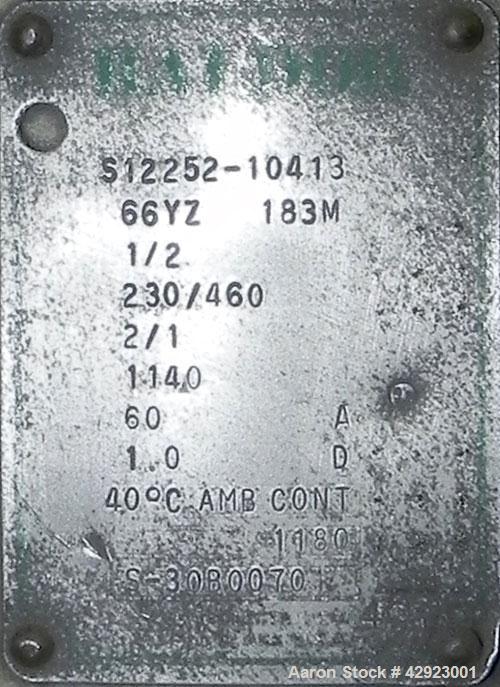 S12252-10413
66YZ 183M
1/2
230/460
2/1
1140
60 A
1.0 D
40°C AMB CONT
1180
S-30B0070
Aaron Stock # 42923001